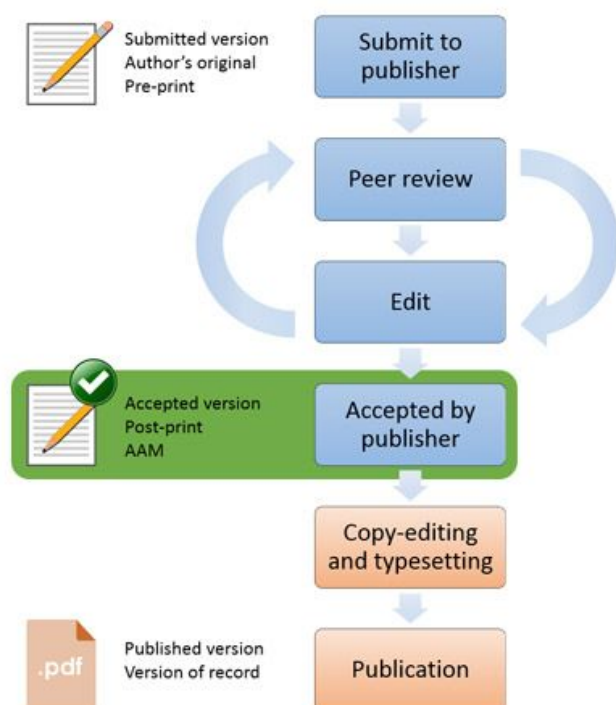 Submitted version
Author's original
Pre-print
Submit to
publisher
Peer review
Edit
Accepted version
Post-print
AAM
Accepted by
publisher
Copy-editing
and typesetting
.pdf
Published version
Version of record
Publication